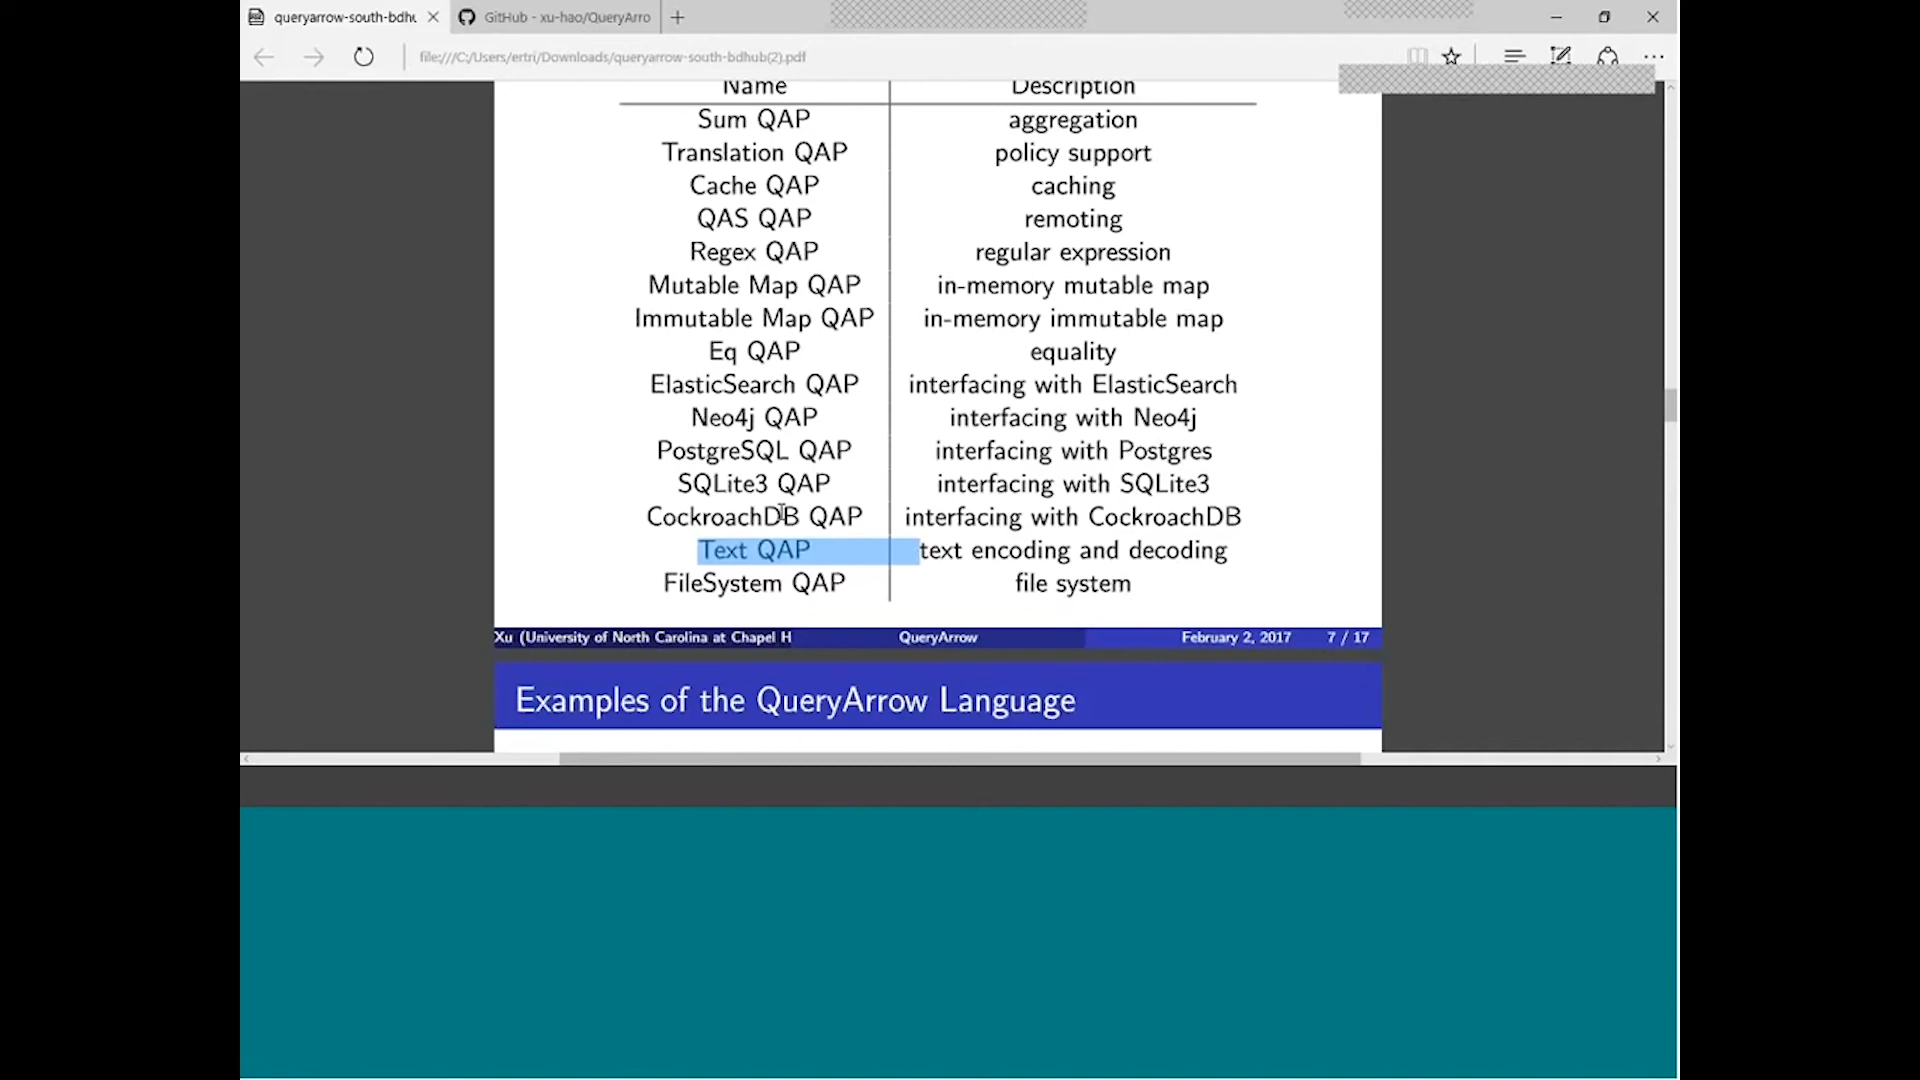 queryarrow-south-bdhu
GitHub - xu-hao/QueryArro
file:///C:/Users/ertri/Downloads/queryarrow-south-bdhub(2).pdf
Name Description
Sum QAP aggregation
Translation QAP policy support
Cache QAP caching
QAS QAP remoting
Regex QAP regular expression
Mutable Map QAP in-memory mutable map
Immutable Map QAP in-memory immutable map
Eq QAP equality
ElasticSearch QAP interfacing with ElasticSearch
Neo4j QAP interfacing with Neo4j
PostgreSQL QAP interfacing with Postgres
SQLite3 QAP interfacing with SQLite3
CockroachDB QAP interfacing with CockroachDB
Text QAP text encoding and decoding
FileSystem QAP file system
Xu (University of North Carolina at Chapel H QueryArrow February 2, 2017 7 / 17
Examples of the QueryArrow Language